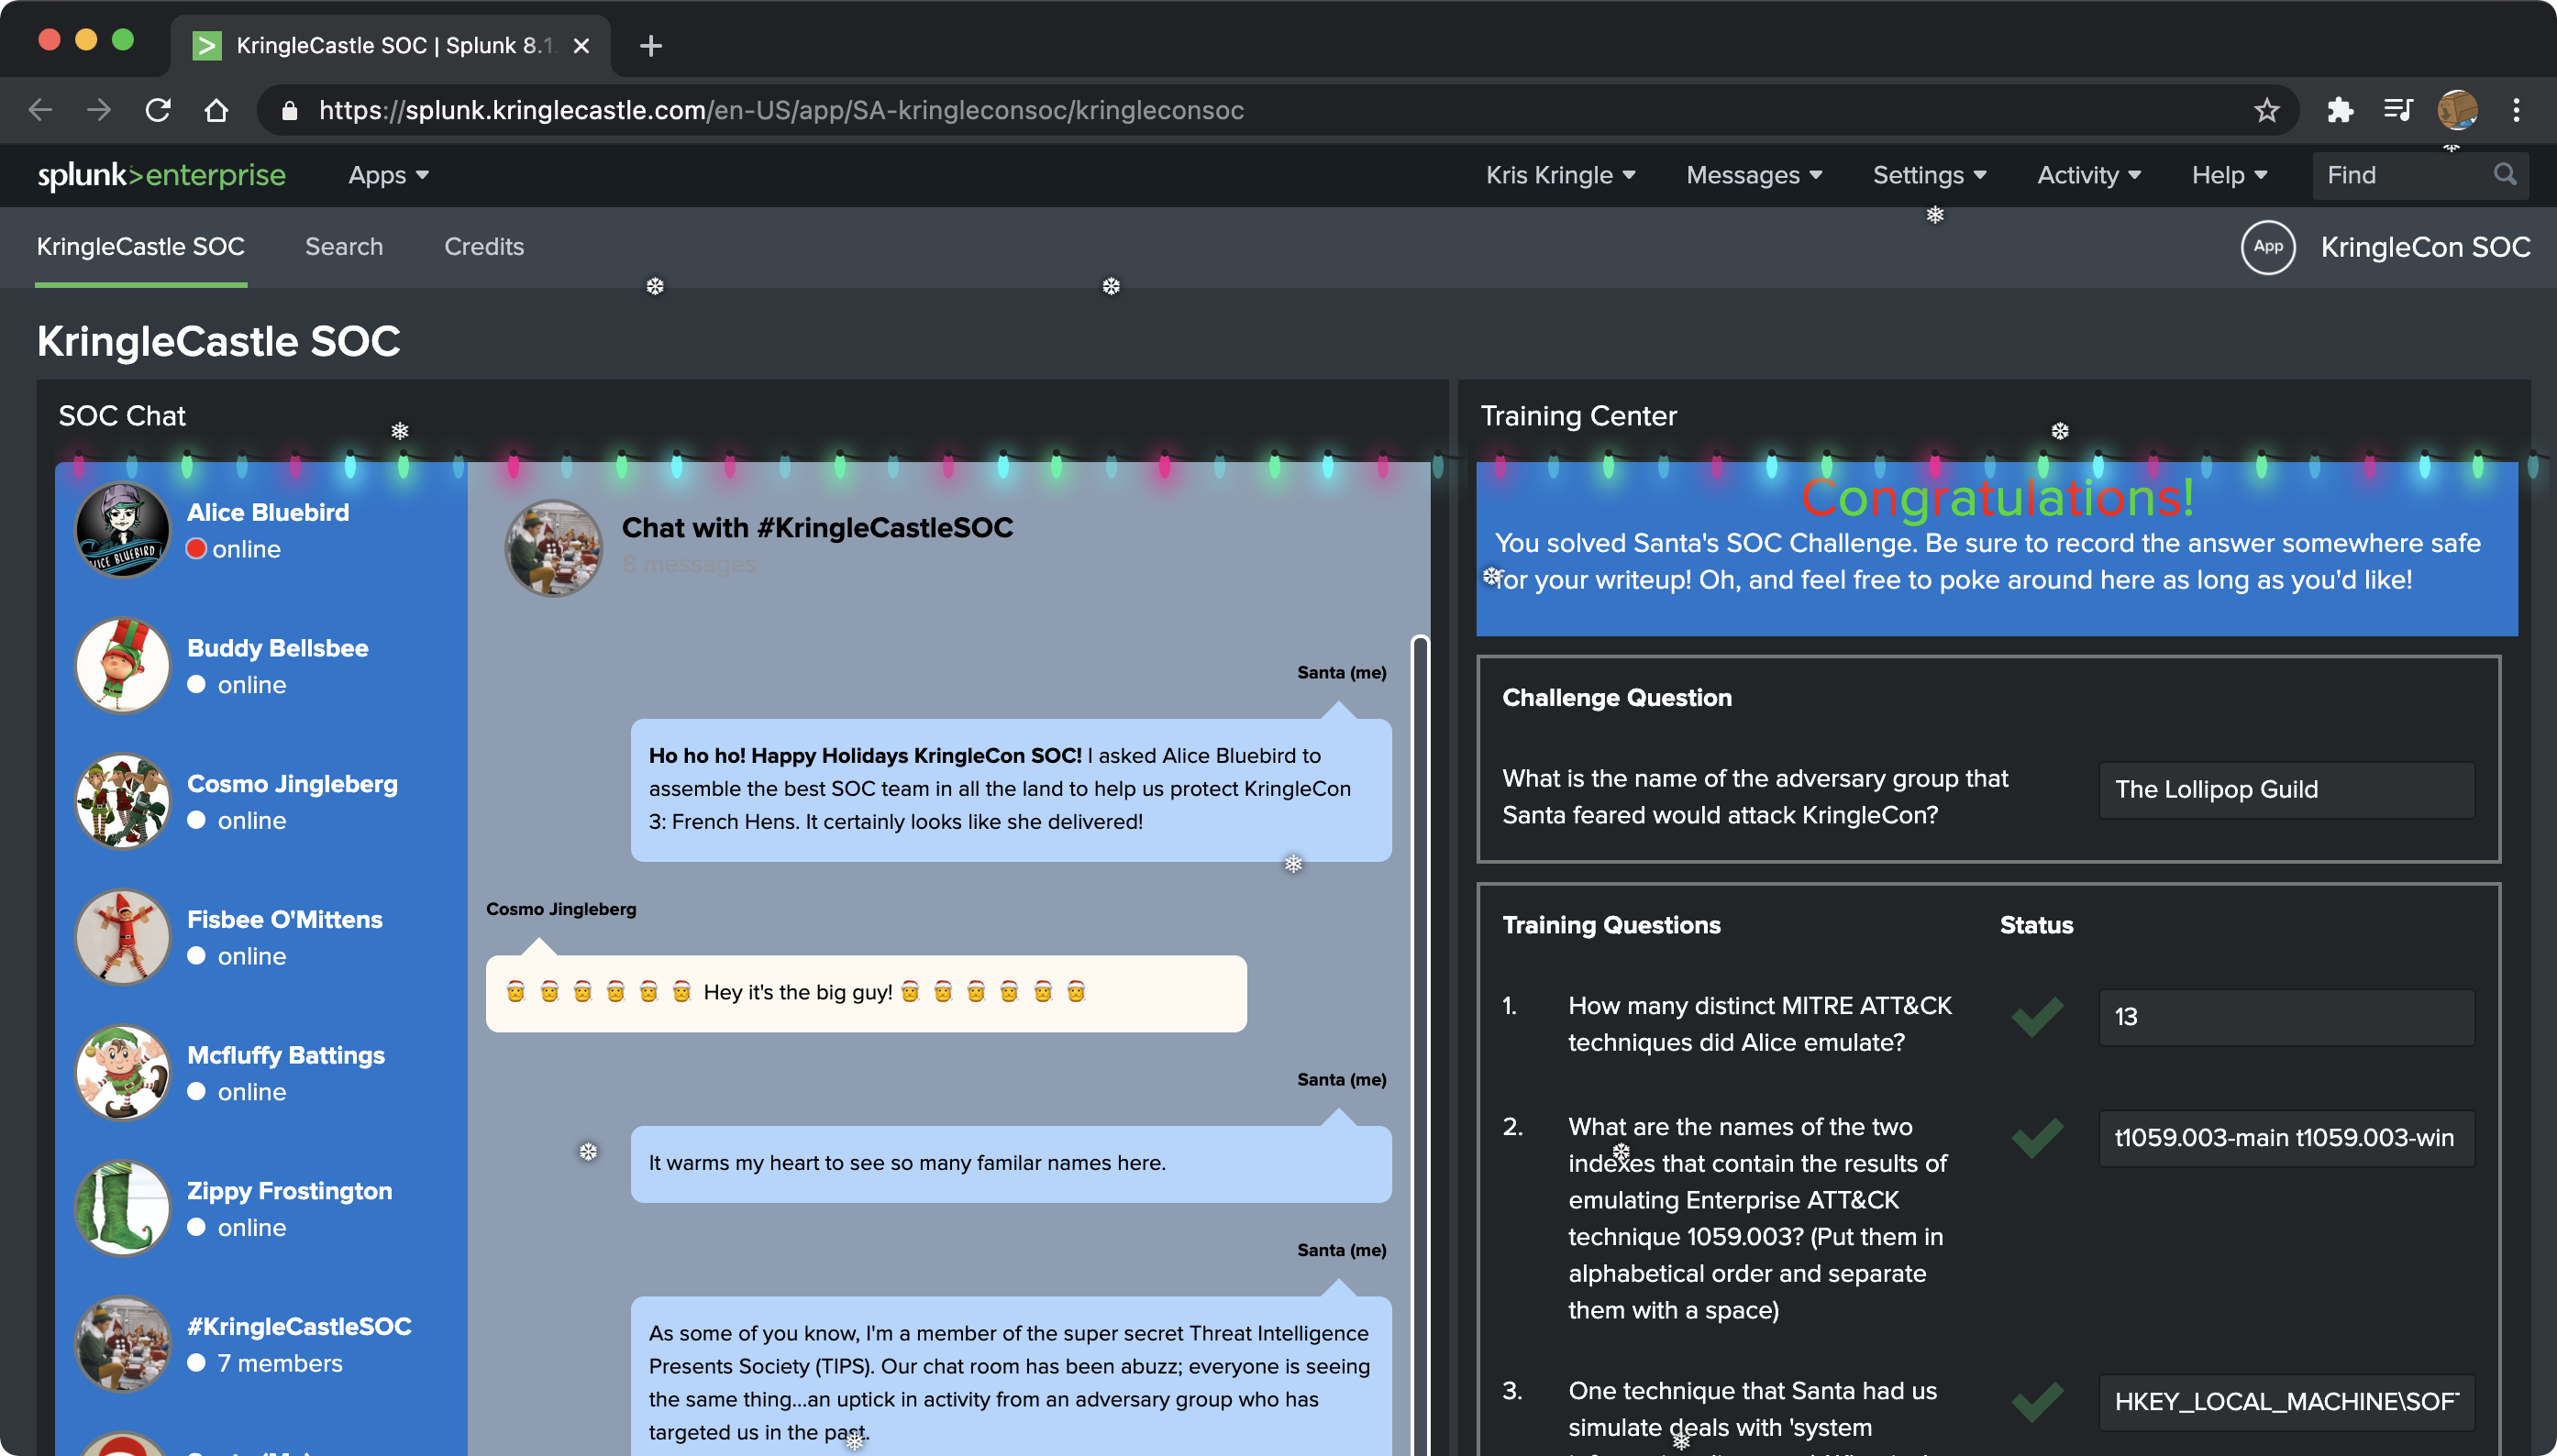 KringleCastle SOC | Splunk 8.1.
https://splunk.kringlecastle.com/en-US/app/SA-kringleconsoc/kringleconsoc
splunk>enterprise Apps Kris Kringle Messages Settings Activity Help Find
KringleCastle SOC Search Credits App KringleCon SOC
KringleCastle SOC
SOC Chat
Alice Bluebird
online
Buddy Bellsbee
online
Cosmo Jingleberg
online
Fisbee O'Mittens
online
Mcfluffy Battings
online
Zippy Frostington
online
#KringleCastleSOC
7 members
Chat with #KringleCastleSOC
8 messages
Santa (me)
Ho ho ho! Happy Holidays KringleCon SOC! I asked Alice Bluebird to
assemble the best SOC team in all the land to help us protect KringleCon
3: French Hens. It certainly looks like she delivered!
Cosmo Jingleberg
Hey it's the big guy!
Santa (me)
It warms my heart to see so many familar names here.
Santa (me)
As some of you know, I'm a member of the super secret Threat Intelligence
Presents Society (TIPS). Our chat room has been abuzz; everyone is seeing
the same thing...an uptick in activity from an adversary group who has
targeted us in the past.
Training Center
Congratulations!
You solved Santa's SOC Challenge. Be sure to record the answer somewhere safe
for your writeup! Oh, and feel free to poke around here as long as you'd like!
Challenge Question
What is the name of the adversary group that
Santa feared would attack KringleCon?
The Lollipop Guild
Training Questions Status
1. How many distinct MITRE ATT&CK
techniques did Alice emulate?
13
2. What are the names of the two
indexes that contain the results of
emulating Enterprise ATT&CK
technique 1059.003? (Put them in
alphabetical order and separate
them with a space)
t1059.003-main t1059.003-win
3. One technique that Santa had us
simulate deals with 'system
HKEY_LOCAL_MACHINE\SOF